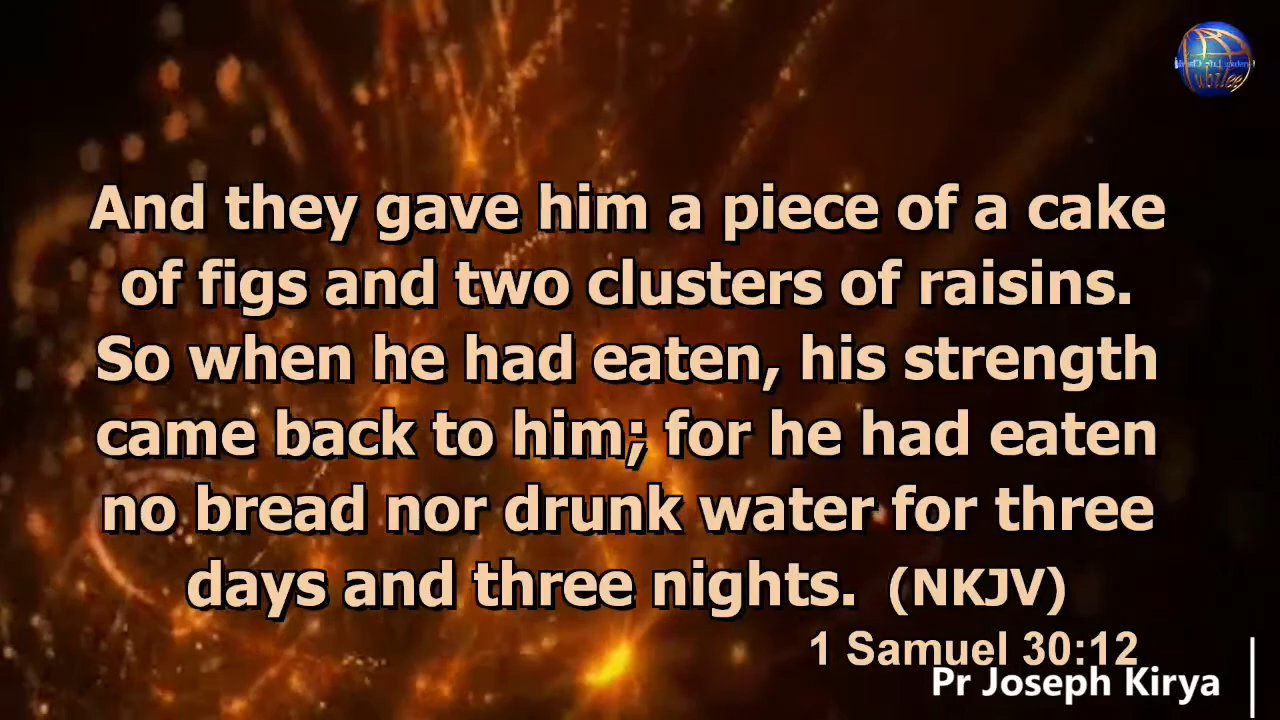 And they gave him a piece of a cake
of figs and two clusters of raisins.
So when he had eaten, his strength
came back to him; for he had eaten
no bread nor drunk water for three
days and three nights. (NKJV)
1 Samuel 30:12
Pr Joseph Kirya